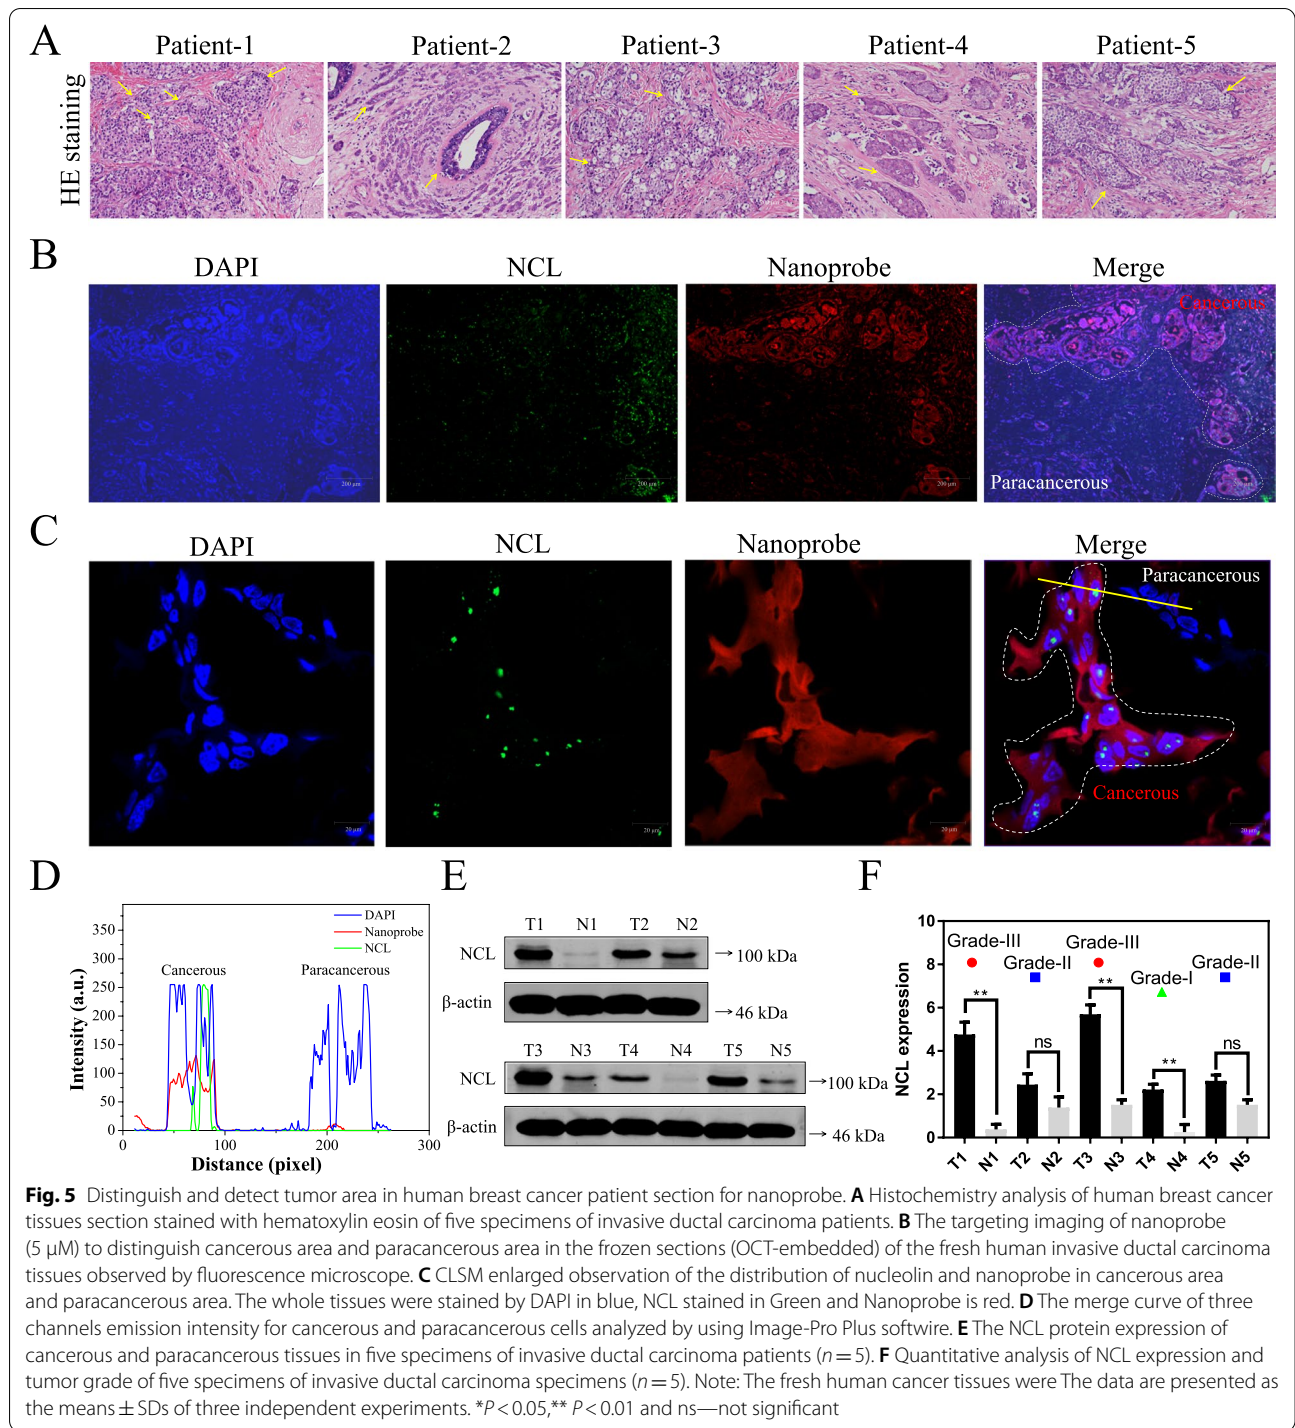 A
Patient-1 Patient-2 Patient-3 Patient-4 Patient-5
HE staining
B
DAPI NCL Nanoprobe Merge
Cancerous
Paracancerous
200 μm 200 μm 200 μm 200 μm
C
DAPI NCL Nanoprobe Merge
Paracancerous
Cancerous
20 μm 20 μm 20 μm
D
Intensity (a.u.)
350
300
250
200
150
100
50
0
DAPI
Nanoprobe
NCL
Cancerous Paracancerous
0 100 200 300
Distance (pixel)
E
T1 N1 T2 N2
NCL →100 kDa
β-actin →46 kDa
T3 N3 T4 N4 T5 N5
NCL →100 kDa
β-actin →46 kDa
F
NCL expression
10
8
6
4
2
0
Grade-III Grade-II Grade-III Grade-I Grade-II
** ns ** ** ns
T1 N1 T2 N2 T3 N3 T4 N4 T5 N5
Fig. 5 Distinguish and detect tumor area in human breast cancer patient section for nanoprobe. A Histochemistry analysis of human breast cancer
tissues section stained with hematoxylin eosin of five specimens of invasive ductal carcinoma patients. B The targeting imaging of nanoprobe
(5 μM) to distinguish cancerous area and paracancerous area in the frozen sections (OCT-embedded) of the fresh human invasive ductal carcinoma
tissues observed by fluorescence microscope. C CLSM enlarged observation of the distribution of nucleolin and nanoprobe in cancerous area
and paracancerous area. The whole tissues were stained by DAPI in blue, NCL stained in Green and Nanoprobe is red. D The merge curve of three
channels emission intensity for cancerous and paracancerous cells analyzed by using Image-Pro Plus softwire. E The NCL protein expression of
cancerous and paracancerous tissues in five specimens of invasive ductal carcinoma patients (n = 5). F Quantitative analysis of NCL expression and
tumor grade of five specimens of invasive ductal carcinoma specimens (n = 5). Note: The fresh human cancer tissues were The data are presented as
the means ± SDs of three independent experiments. *P < 0.05,** P < 0.01 and ns—not significant